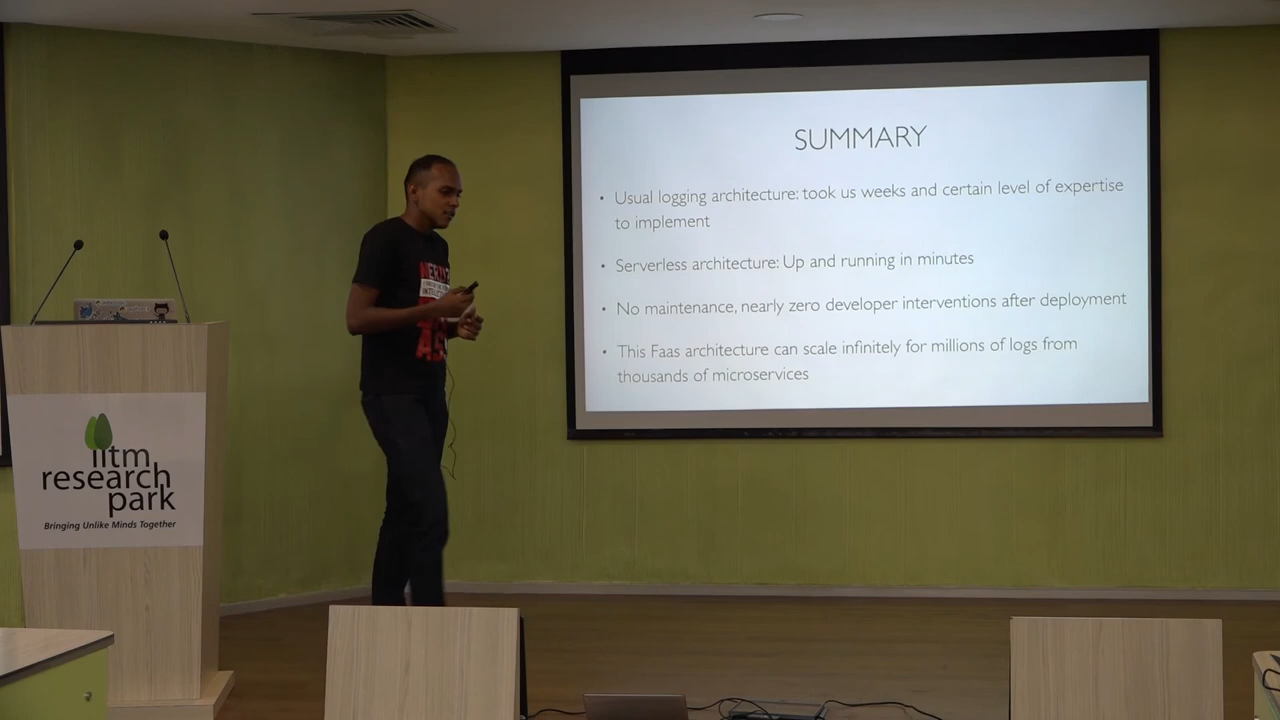 SUMMARY
• Usual logging architecture: took us weeks and certain level of expertise
to implement
• Serverless architecture: Up and running in minutes
• No maintenance, nearly zero developer interventions after deployment
• This Faas architecture can scale infinitely for millions of logs from
thousands of microservices
iitm
research
park
Bringing Unlike Minds Together